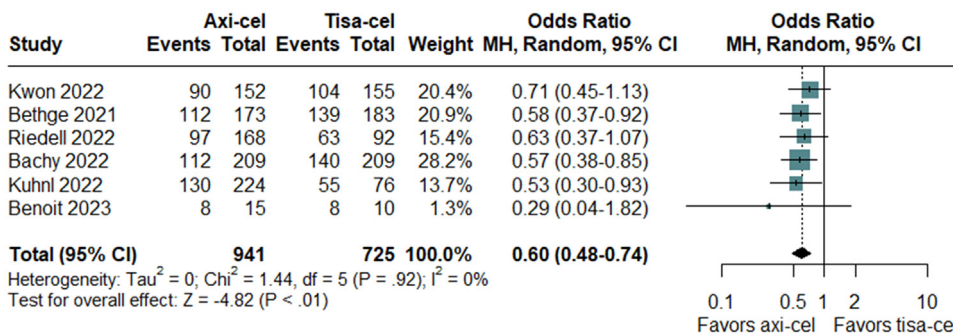 Axi-cel Tisa-cel Odds Ratio Odds Ratio
Study Events Total Events Total Weight MH, Random, 95% CI MH, Random, 95% CI
Kwon 2022 90 152 104 155 20.4% 0.71 (0.45-1.13)
Bethge 2021 112 173 139 183 20.9% 0.58 (0.37-0.92)
Riedell 2022 97 168 63 92 15.4% 0.63 (0.37-1.07)
Bachy 2022 112 209 140 209 28.2% 0.57 (0.38-0.85)
Kuhnl 2022 130 224 55 76 13.7% 0.53 (0.30-0.93)
Benoit 2023 8 15 8 10 1.3% 0.29 (0.04-1.82)
Total (95% CI) 941 725 100.0% 0.60 (0.48-0.74)
Heterogeneity: Tau² = 0; Chi² = 1.44, df = 5 (P = .92); I² = 0%
Test for overall effect: Z = -4.82 (P < .01)
0.1 0.5 1 2 10
Favors axi-cel Favors tisa-ce